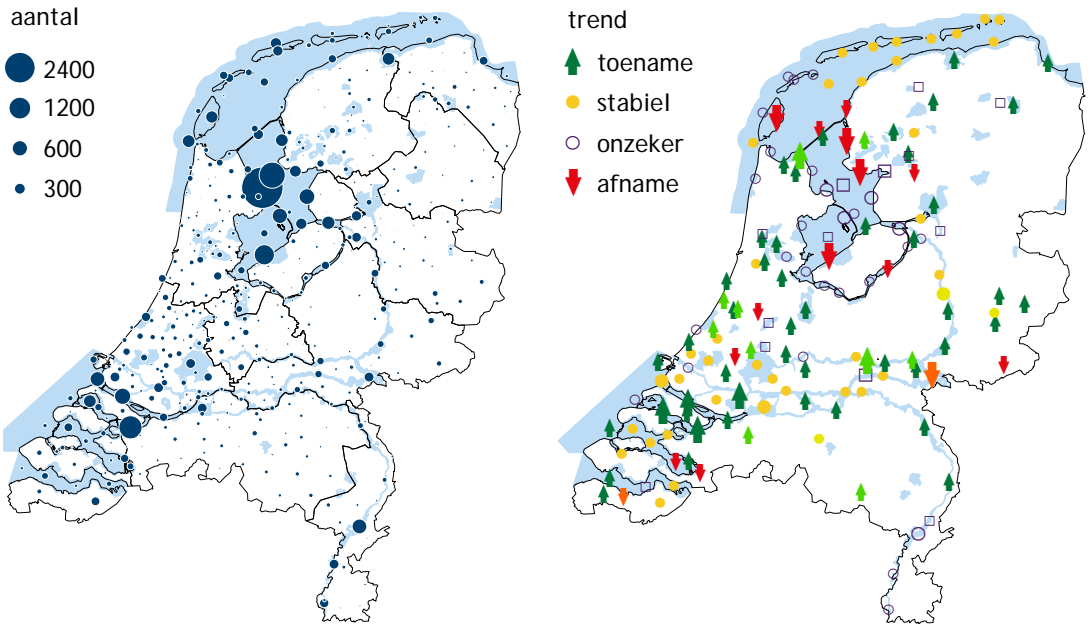 aantal
2400
1200
600
300
trend
toename
stabiel
onzeker
afname